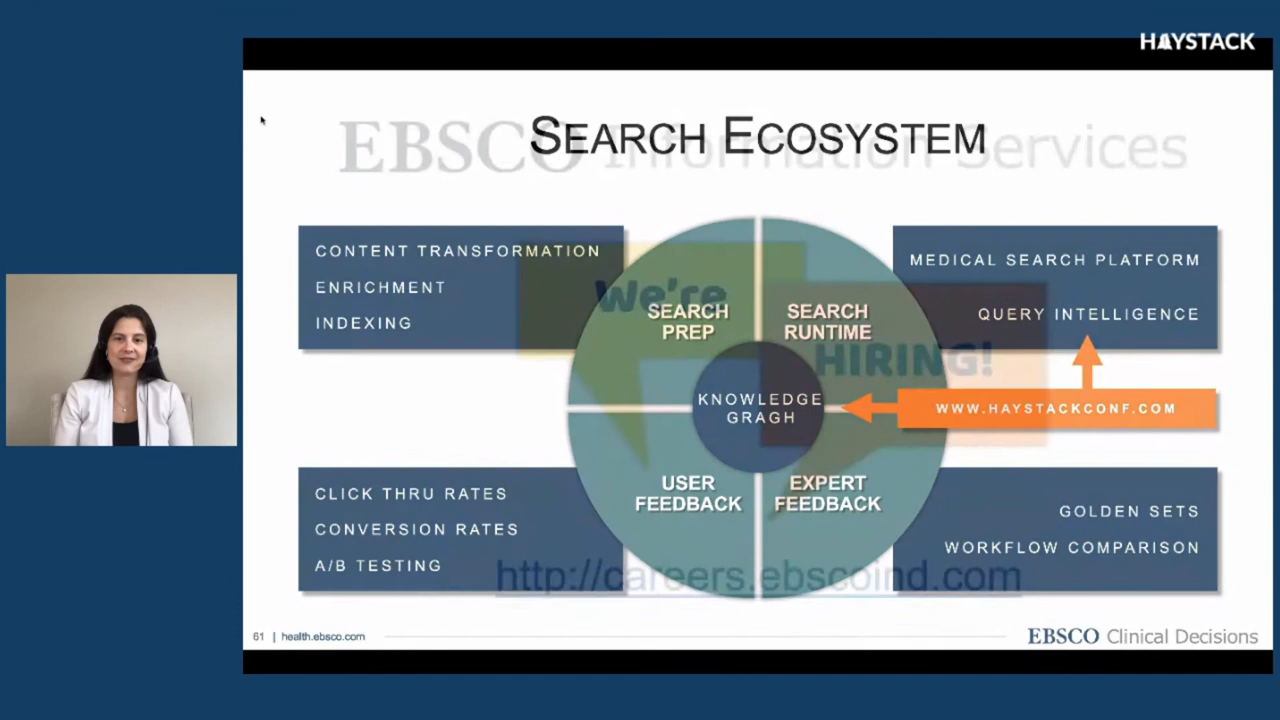 HAYSTACK
SEARCH ECOSYSTEM
EBSCO Information Services
CONTENT TRANSFORMATION
ENRICHMENT
INDEXING
MEDICAL SEARCH PLATFORM
QUERY INTELLIGENCE
We're
HIRING!
SEARCH
PREP
SEARCH
RUNTIME
KNOWLEDGE
GRAGH
WWW.HAYSTACKCONF.COM
USER
FEEDBACK
EXPERT
FEEDBACK
CLICK THRU RATES
CONVERSION RATES
A/B TESTING
GOLDEN SETS
WORKFLOW COMPARISON
http://careers.ebscoind.com
61 | health.ebsco.com
EBSCO Clinical Decisions